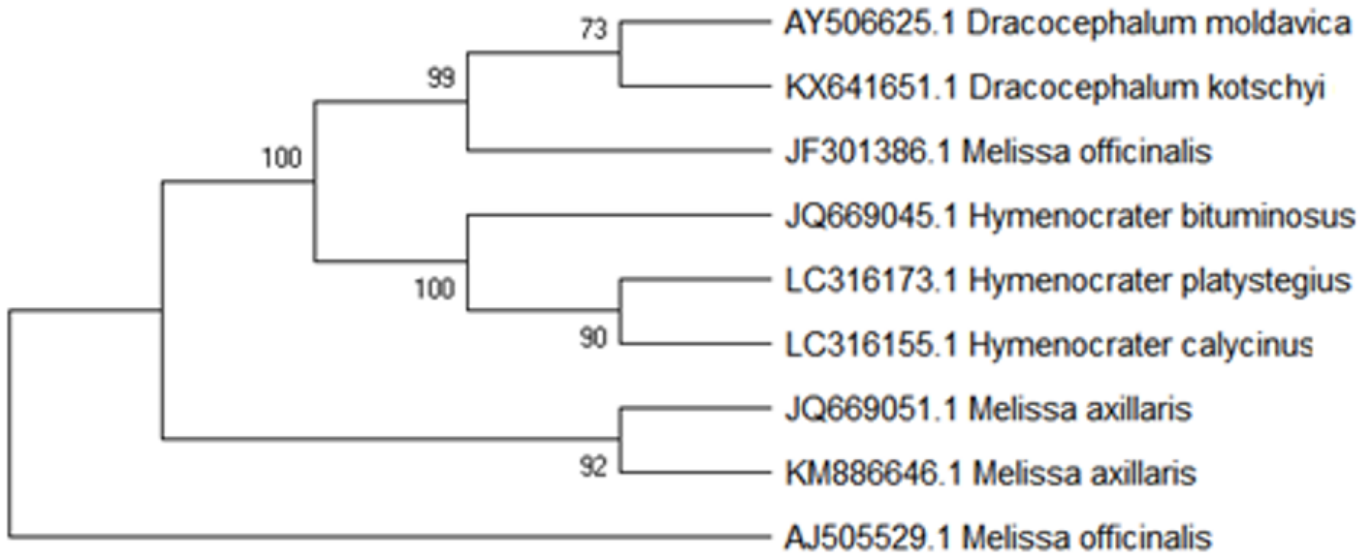 73
AY506625.1 Dracocephalum moldavica
99
KX641651.1 Dracocephalum kotschyi
100
JF301386.1 Melissa officinalis
JQ669045.1 Hymenocrater bituminosus
100
LC316173.1 Hymenocrater platystegius
90
LC316155.1 Hymenocrater calycinus
JQ669051.1 Melissa axillaris
92
KM886646.1 Melissa axillaris
AJ505529.1 Melissa officinalis